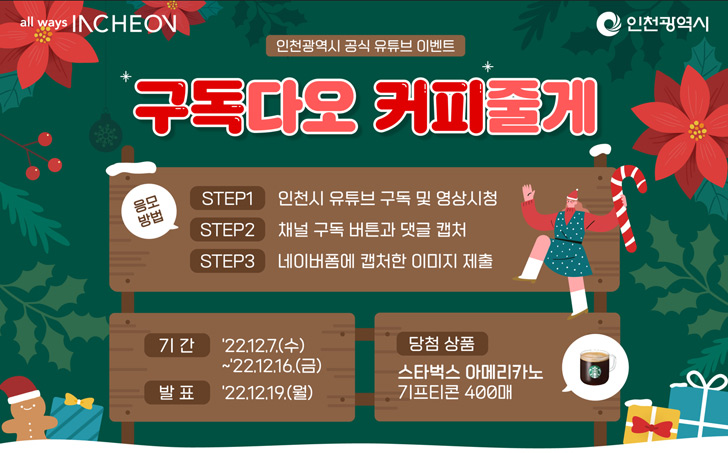 all ways INCHEON
인천광역시
인천광역시 공식 유튜브 이벤트
구독다오 커피줄게
응모
방법
STEP1 인천시 유튜브 구독 및 영상시청
STEP2 채널 구독 버튼과 댓글 캡처
STEP3 네이버폼에 캡처한 이미지 제출
기 간 '22.12.7.(수)
~'22.12.16.(금)
발 표 '22.12.19.(월)
당첨 상품
스타벅스 아메리카노
기프티콘 400매